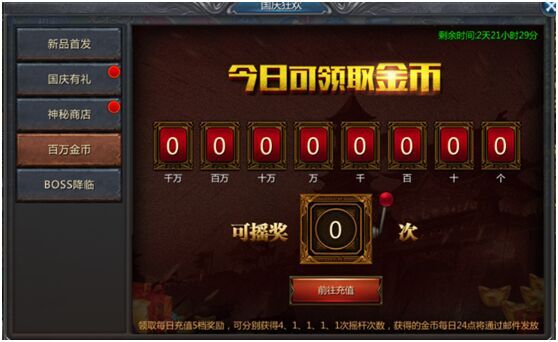 国庆狂欢
剩余时间:2天21小时29分
新品首发
国庆有礼
神秘商店
百万金币
BOSS降临
今日可领取金币
0 0 0 0 0 0 0 0
千万 百万 十万 万 千 百 十 个
可摇奖 0 次
前往充值
领取每日充值5档奖励，可分别获得4、1、1、1、1次摇杆次数，获得的金币每日24点将通过邮件发放